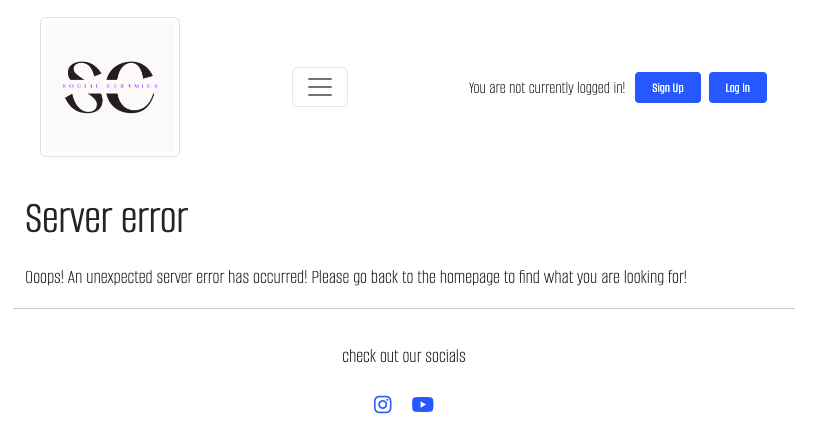 SC
SOCIAL CERAMICS
You are not currently logged in!
Sign Up
Log In
Server error
Ooops! An unexpected server error has occurred! Please go back to the homepage to find what you are looking for!
check out our socials